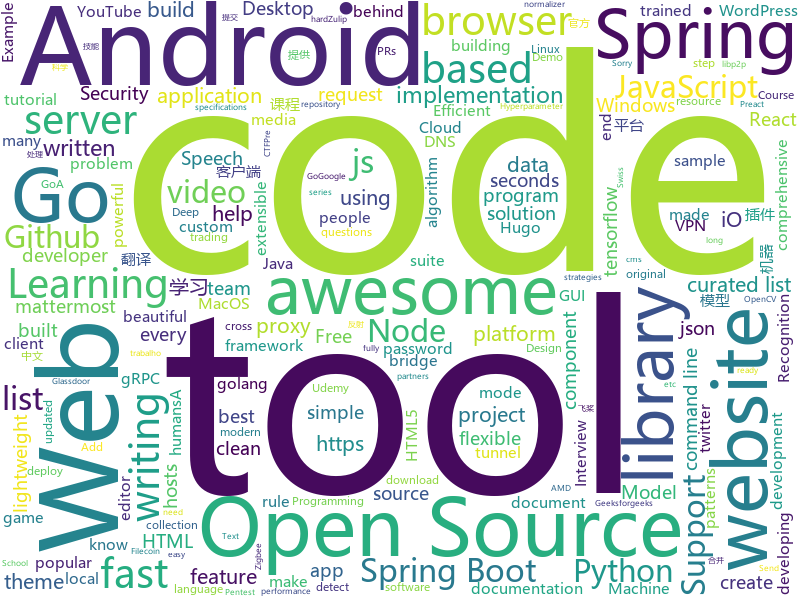 YouTube build Desktop behind
Android
browser
Spring
trained WordPress
Example
hardZulip 提交
normalizer
官方
技能 提供 PRs
Linux
Demo
Sorry
libp2p
科学
building
step
tutorial
Security 课程 request
based
implementation
Windows
JavaScript
resource
Course
Preact
application
media
Efficient
Cloud
end
平台
React
many
server
written
problem
Speech
客户端
extensible
DNS
specifications
repository
Hyperparameter
CTFPre
处理
code
js
data
seconds
program
solution
Hugo
sample
合并
Go
GoA
powerful
video
help
using
people
algorithm
GoGoogle
series
questions
Deep
custom
trading
tensorflow
made
VPN
iO
插件
comprehensive
Swiss
long
Github
developer
翻译
team
Java
suite
GUI
机器
cms
original
strategies
OpenCV
Learning
学习
MacOS
awesome
模型
curated list
mattermost
beautiful
cross
反射
Free
proxy
Node
platform
component
library
json
Recognition
Design
built
every
framework
password
bridge
client
中文
trabalho
fully
partners
Web
tool
gRPC
golang
best
simple
https
Udemy
mode
project
flexible
tunnel
command line
website
Glassdoor
modern
list
writing
humansA
clean
HTML5
Interview
飞桨
twitter
etc
ready
updated
lightweight
hosts
deploy
editor
Open Source
source
document
Geeksforgeeks
AMD
Programming
download
Support
Model
patterns
development
Add
game
rule
collection
Text
HTML
know
popular
Python
developing
need
Filecoin
School
easy
theme
local
fast
feature
make
detect
app
Spring Boot
language
Pentest
Zigbee
software
performance
documentation
Machine
create
Send